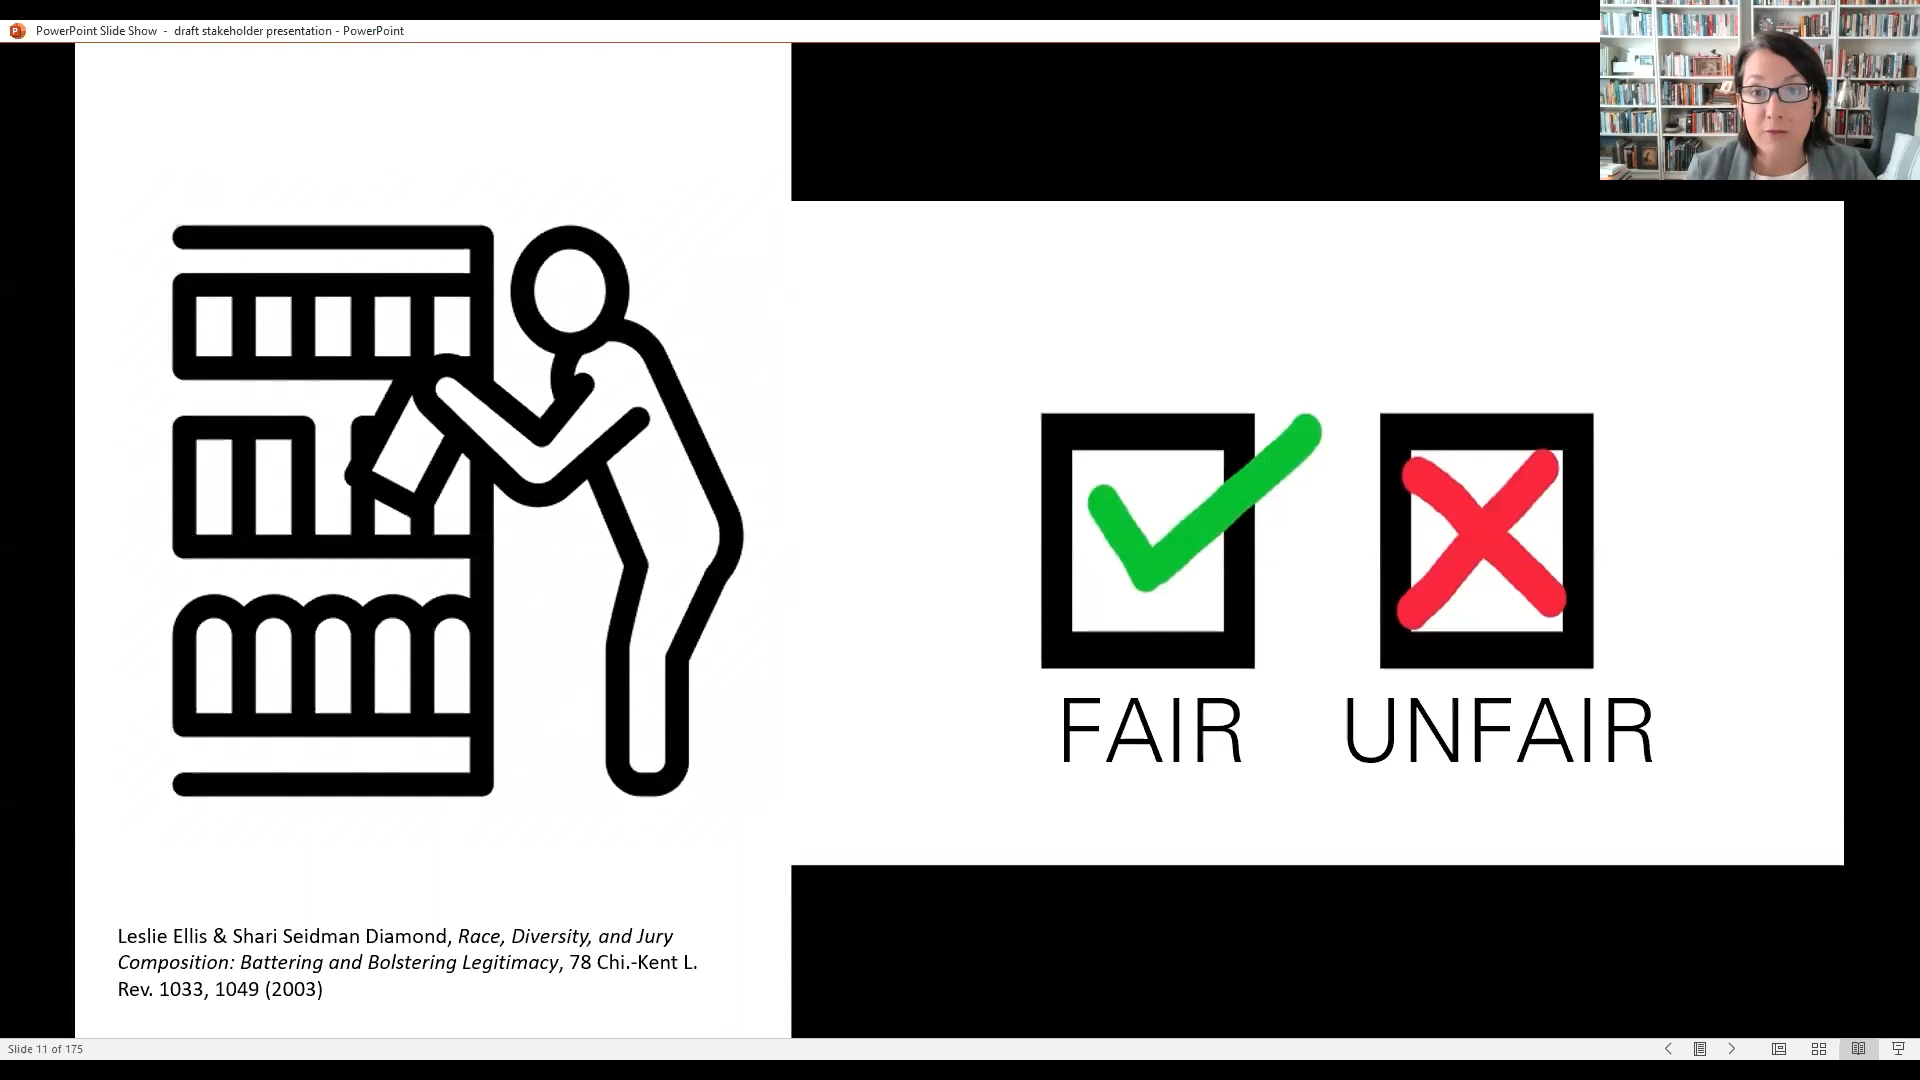 PowerPoint Slide Show - draft stakeholder presentation - PowerPoint
FAIR UNFAIR
Leslie Ellis & Shari Seidman Diamond, Race, Diversity, and Jury
Composition: Battering and Bolstering Legitimacy, 78 Chi.-Kent L.
Rev. 1033, 1049 (2003)
Slide 11 of 175